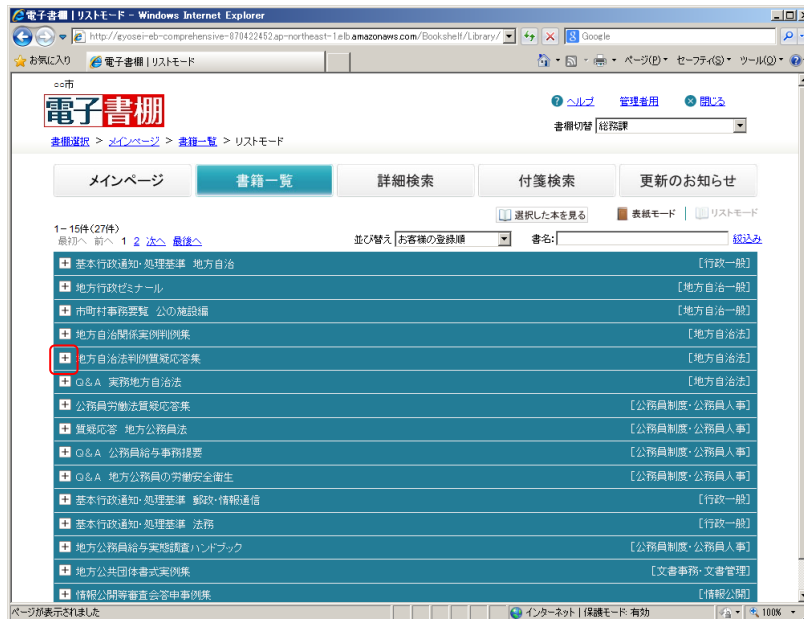 電子書棚 | リストモード - Windows Internet Explorer
http://gyosei-eb-comprehensive-870422452.ap-northeast-1.elb.amazonaws.com/Bookshelf/Library/
Google
お気に入り 電子書棚 | リストモード
ページ(P) セーフティ(S) ツール(O)
○○市
電子書棚
ヘルプ 管理者用 閉じる
書棚切替 総務課
書棚選択 > メインページ > 書籍一覧 > リストモード
メインページ 書籍一覧 詳細検索 付箋検索 更新のお知らせ
選択した本を見る 表紙モード | リストモード
1-15件(27件)
最初へ 前へ 1 2 次へ 最後へ
並び替え お客様の登録順 書名: 絞込み
基本行政通知・処理基準 地方自治 [行政一般]
地方行政ゼミナール [地方自治一般]
市町村事務要覧 公の施設編 [地方自治一般]
地方自治関係実例判例集 [地方自治法]
地方自治法判例質疑応答集 [地方自治法]
Q&A 実務地方自治法 [地方自治法]
公務員労働法質疑応答集 [公務員制度・公務員人事]
質疑応答 地方公務員法 [公務員制度・公務員人事]
Q&A 公務員給与事務提要 [公務員制度・公務員人事]
Q&A 地方公務員の労働安全衛生 [公務員制度・公務員人事]
基本行政通知・処理基準 郵政・情報通信 [行政一般]
基本行政通知・処理基準 法務 [行政一般]
地方公務員給与実態調査ハンドブック [公務員制度・公務員人事]
地方公共団体書式実例集 [文書事務・文書管理]
情報公開等審査会答申事例集 [情報公開]
ページが表示されました インターネット | 保護モード: 有効 100%